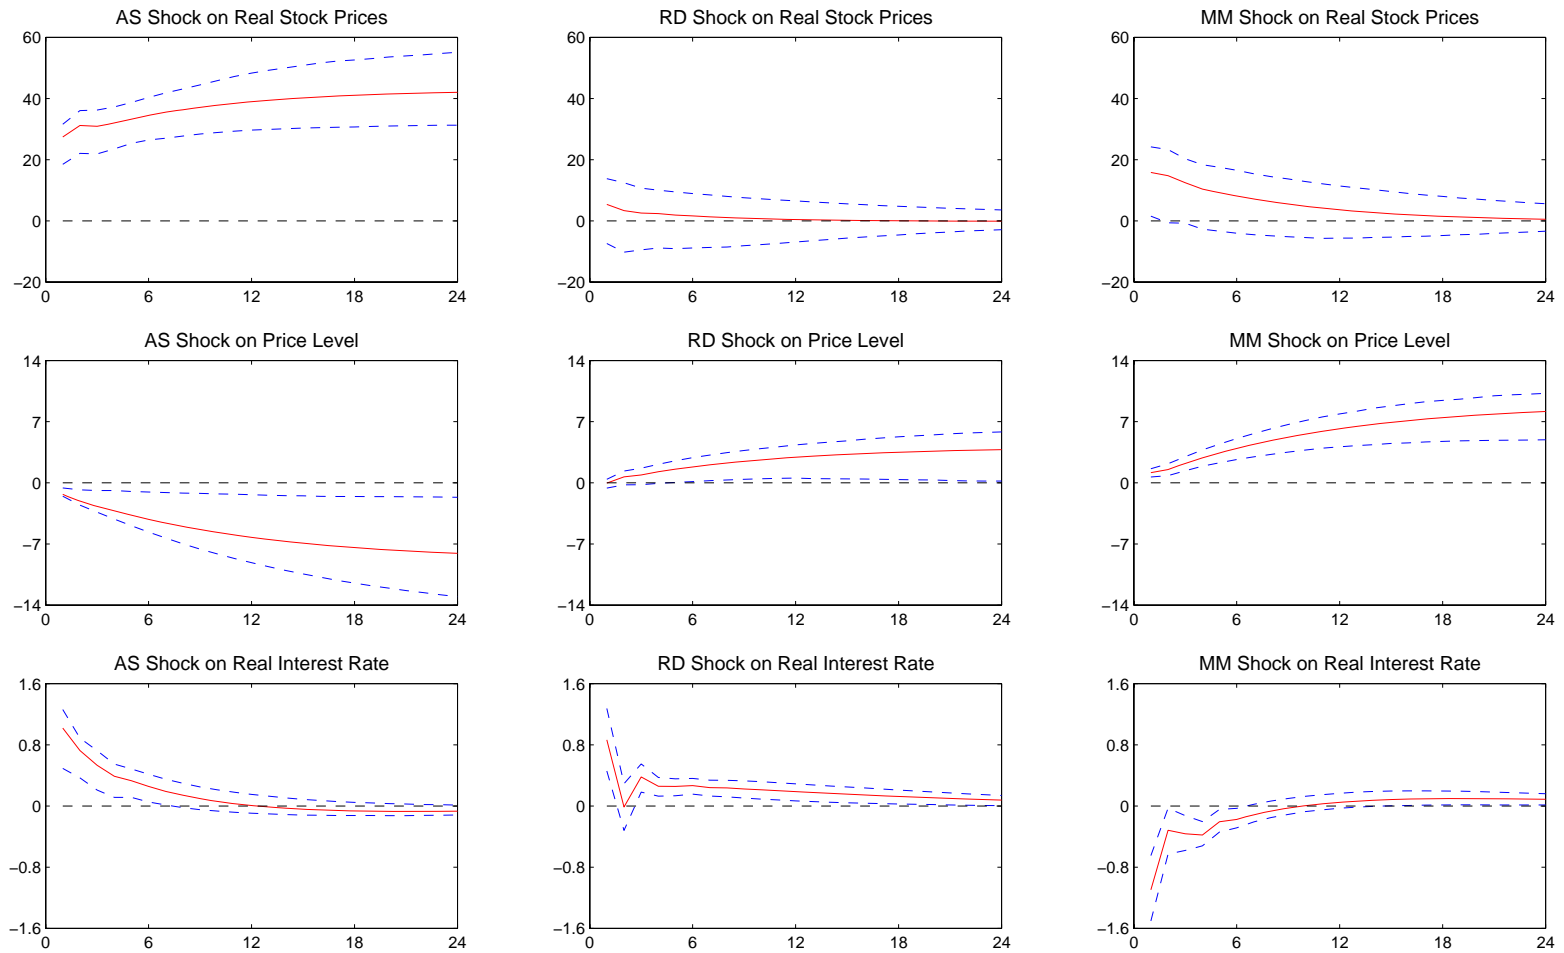 AS Shock on Real Stock Prices
60
40
20
0
−20
0 6 12 18 24
RD Shock on Real Stock Prices
60
40
20
0
−20
0 6 12 18 24
MM Shock on Real Stock Prices
60
40
20
0
−20
0 6 12 18 24
AS Shock on Price Level
14
7
0
−7
−14
0 6 12 18 24
RD Shock on Price Level
14
7
0
−7
−14
0 6 12 18 24
MM Shock on Price Level
14
7
0
−7
−14
0 6 12 18 24
AS Shock on Real Interest Rate
1.6
0.8
0
−0.8
−1.6
0 6 12 18 24
RD Shock on Real Interest Rate
1.6
0.8
0
−0.8
−1.6
0 6 12 18 24
MM Shock on Real Interest Rate
1.6
0.8
0
−0.8
−1.6
0 6 12 18 24